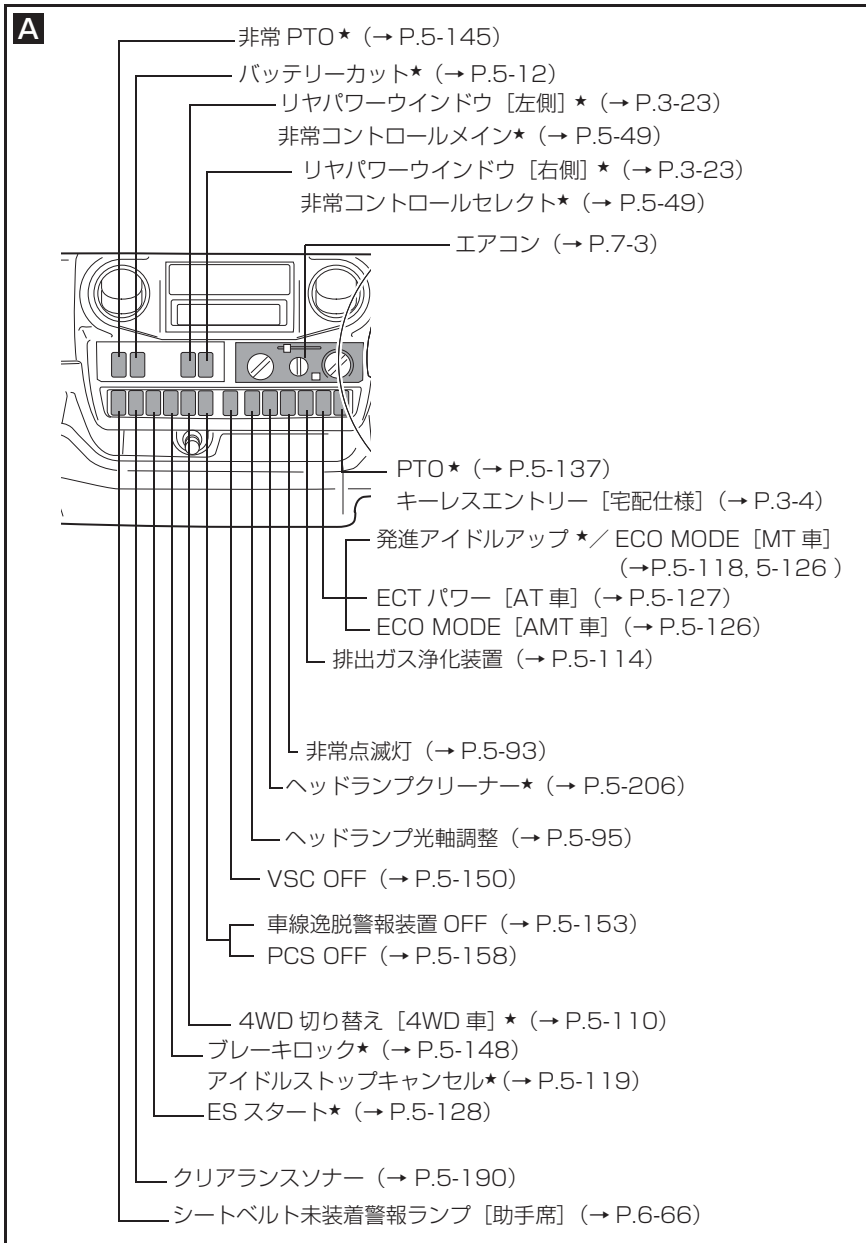 A
非常 PTO★（→ P.5-145）
バッテリーカット★（→ P.5-12）
リヤパワーウインドウ［左側］★（→ P.3-23）
非常コントロールメイン★（→ P.5-49）
リヤパワーウインドウ［右側］★（→ P.3-23）
非常コントロールセレクト★（→ P.5-49）
エアコン（→ P.7-3）
PTO★（→ P.5-137）
キーレスエントリー［宅配仕様］（→ P.3-4）
発進アイドルアップ ★／ ECO MODE［MT 車］
（→P.5-118, 5-126 ）
ECT パワー［AT 車］（→ P.5-127）
ECO MODE［AMT 車］（→ P.5-126）
排出ガス浄化装置（→ P.5-114）
非常点滅灯（→ P.5-93）
ヘッドランプクリーナー★（→ P.5-206）
ヘッドランプ光軸調整（→ P.5-95）
VSC OFF（→ P.5-150）
車線逸脱警報装置 OFF（→ P.5-153）
PCS OFF（→ P.5-158）
4WD 切り替え［4WD 車］★（→ P.5-110）
ブレーキロック★（→ P.5-148）
アイドルストップキャンセル★（→ P.5-119）
ES スタート★（→ P.5-128）
クリアランスソナー（→ P.5-190）
シートベルト未装着警報ランプ［助手席］（→ P.6-66）